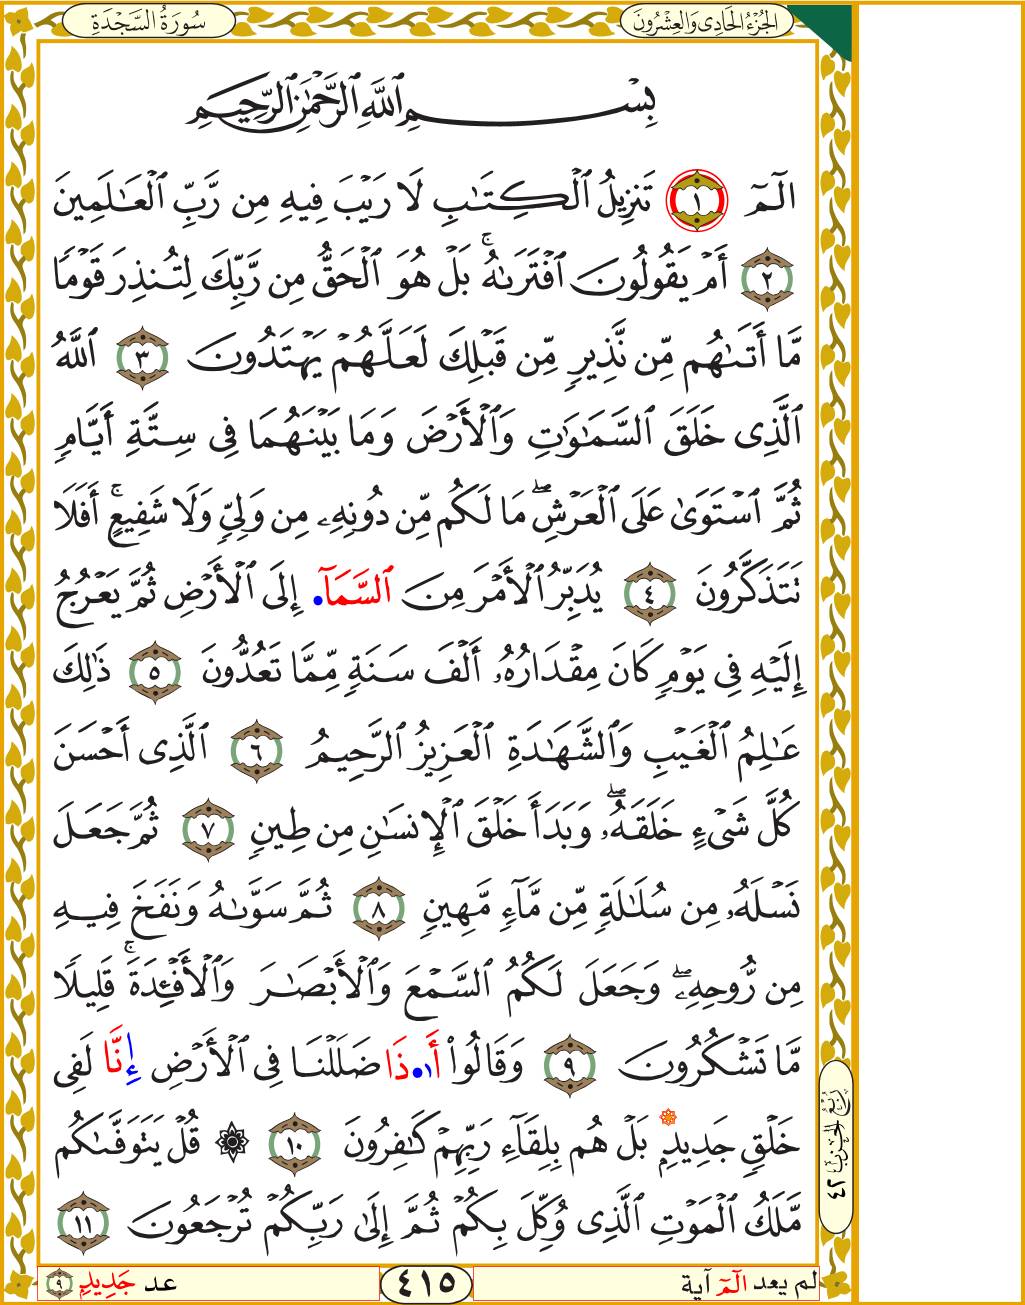 الجُزْءُ الحَادِي وَالعِشْرُونَ
سُورَةُ السَّجْدَةِ
بِسْمِ ٱللَّهِ ٱلرَّحْمَٰنِ ٱلرَّحِيمِ
الٓمٓ ١ تَنزِيلُ ٱلْكِتَٰبِ لَا رَيْبَ فِيهِ مِن رَّبِّ ٱلْعَٰلَمِينَ
٢ أَمْ يَقُولُونَ ٱفْتَرَىٰهُ ۚ بَلْ هُوَ ٱلْحَقُّ مِن رَّبِّكَ لِتُنذِرَ قَوْمًا
مَّا أَتَىٰهُم مِّن نَّذِيرٍ مِّن قَبْلِكَ لَعَلَّهُمْ يَهْتَدُونَ ٣ ٱللَّهُ
ٱلَّذِى خَلَقَ ٱلسَّمَٰوَٰتِ وَٱلْأَرْضَ وَمَا بَيْنَهُمَا فِى سِتَّةِ أَيَّامٍ
ثُمَّ ٱسْتَوَىٰ عَلَى ٱلْعَرْشِ ۖ مَا لَكُم مِّن دُونِهِۦ مِن وَلِىٍّ وَلَا شَفِيعٍ ۚ أَفَلَا
تَتَذَكَّرُونَ ٤ يُدَبِّرُ ٱلْأَمْرَ مِنَ ٱلسَّمَآ• إِلَى ٱلْأَرْضِ ثُمَّ يَعْرُجُ
إِلَيْهِ فِى يَوْمٍ كَانَ مِقْدَارُهُۥ أَلْفَ سَنَةٍ مِّمَّا تَعُدُّونَ ٥ ذَٰلِكَ
عَٰلِمُ ٱلْغَيْبِ وَٱلشَّهَٰدَةِ ٱلْعَزِيزُ ٱلرَّحِيمُ ٦ ٱلَّذِى أَحْسَنَ
كُلَّ شَىْءٍ خَلَقَهُۥ ۖ وَبَدَأَ خَلْقَ ٱلْإِنسَٰنِ مِن طِينٍ ٧ ثُمَّ جَعَلَ
نَسْلَهُۥ مِن سُلَٰلَةٍ مِّن مَّآءٍ مَّهِينٍ ٨ ثُمَّ سَوَّىٰهُ وَنَفَخَ فِيهِ
مِن رُّوحِهِۦ ۖ وَجَعَلَ لَكُمُ ٱلسَّمْعَ وَٱلْأَبْصَٰرَ وَٱلْأَفْـِٔدَةَ ۚ قَلِيلًا
مَّا تَشْكُرُونَ ٩ وَقَالُوا۟ أَ•ٰذَا ضَلَلْنَا فِى ٱلْأَرْضِ إِنَّا لَفِى
خَلْقٍ جَدِيدٍ بَلْ هُم بِلِقَآءِ رَبِّهِمْ كَٰفِرُونَ ١٠ ۞ قُلْ يَتَوَفَّىٰكُم
مَّلَكُ ٱلْمَوْتِ ٱلَّذِى وُكِّلَ بِكُمْ ثُمَّ إِلَىٰ رَبِّكُمْ تُرْجَعُونَ ١١
رُبُعُ الحِزْبِ ٤٢
لم يعد الٓمٓ آية
٤١٥
عد جَدِيدٍ ٩